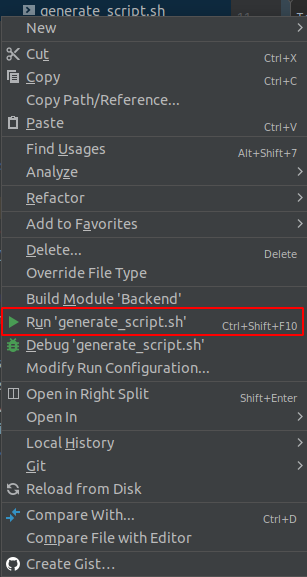 generate_script.sh
New
Cut Ctrl+X
Copy Ctrl+C
Copy Path/Reference...
Paste Ctrl+V
Find Usages Alt+Shift+7
Analyze
Refactor
Add to Favorites
Delete... Delete
Override File Type
Build Module 'Backend'
Run 'generate_script.sh' Ctrl+Shift+F10
Debug 'generate_script.sh'
Modify Run Configuration...
Open in Right Split Shift+Enter
Open In
Local History
Git
Reload from Disk
Compare With... Ctrl+D
Compare File with Editor
Create Gist...